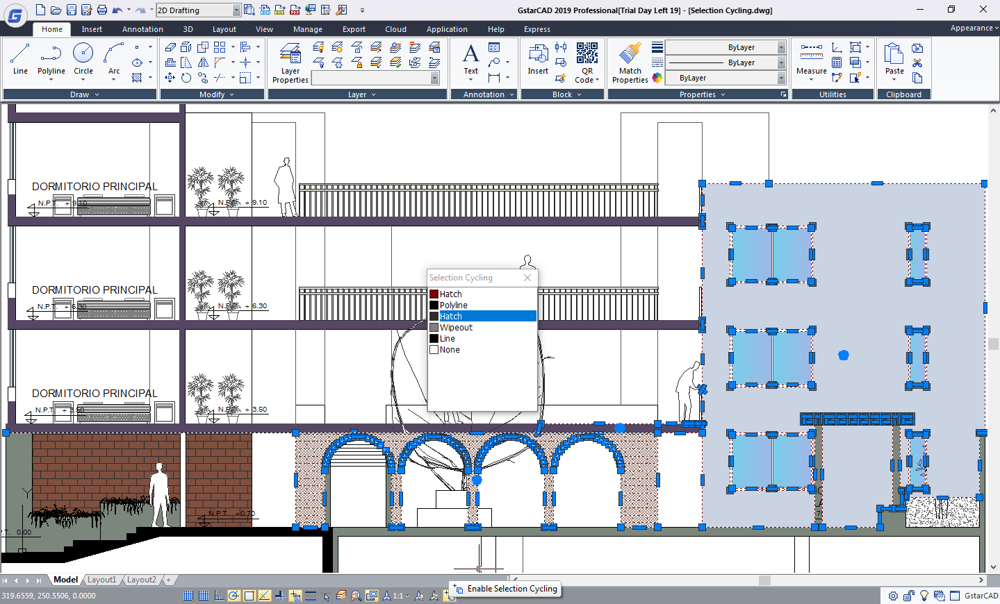 2D Drafting
GstarCAD 2019 Professional[Trial Day Left 19] - [Selection Cycling.dwg]
Home Insert Annotation 3D Layout View Manage Export Cloud Application Help Express
Appearance
Line Polyline Circle Arc
Draw
Modify
Layer Properties
Layer
Text
Annotation
Insert QR Code
Block
Match Properties
ByLayer
ByLayer
ByLayer
Properties
Measure
Utilities
Paste
Clipboard
DORMITORIO PRINCIPAL
N.P.T. + 9.10
N.P.T. + 9.10
DORMITORIO PRINCIPAL
N.P.T. + 6.30
N.P.T. + 6.30
DORMITORIO PRINCIPAL
N.P.T. + 3.50
N.P.T. + 3.50
Selection Cycling
Hatch
Polyline
Hatch
Wipeout
Line
None
Y
N.P.T. +0.70
P.T. 0.00
Model Layout1 Layout2 +
Enable Selection Cycling
319.6559, 250.5506, 0.0000
1:1
GstarCAD